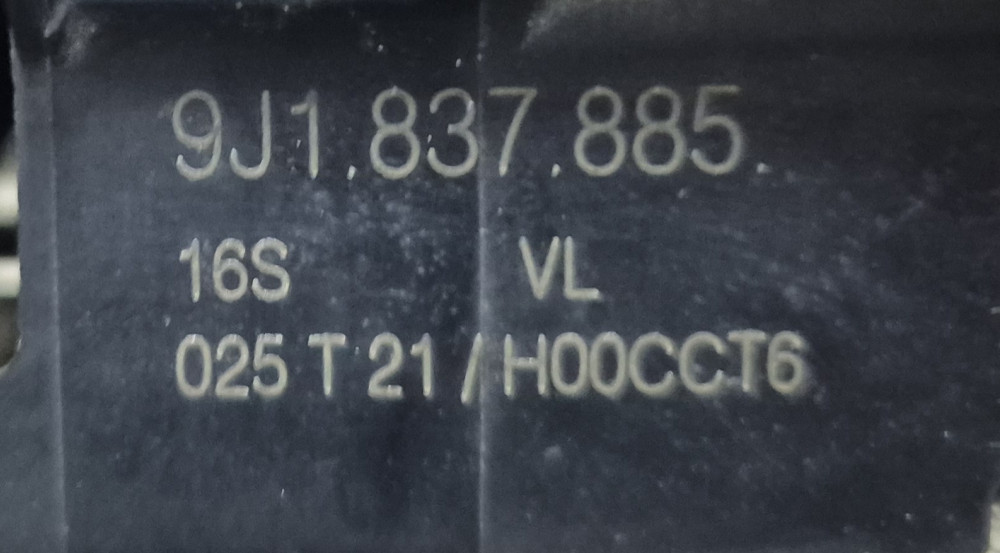 9J1.837.885.
16S VL
025 T 21 / H00CCT6